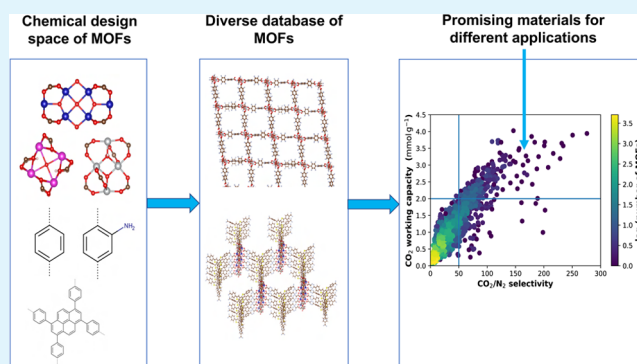 Chemical design
space of MOFs
Diverse database of
MOFs
Promising materials for
different applications
NH₂
CO₂ working capacity (mmol g⁻¹)
4.5
4.0
3.5
3.0
2.5
2.0
1.5
1.0
0.5
0.0
0
50
100
150
200
250
300
CO₂/N₂ selectivity
3.5
3.0
2.5
2.0
1.5
1.0
0.5
0.0